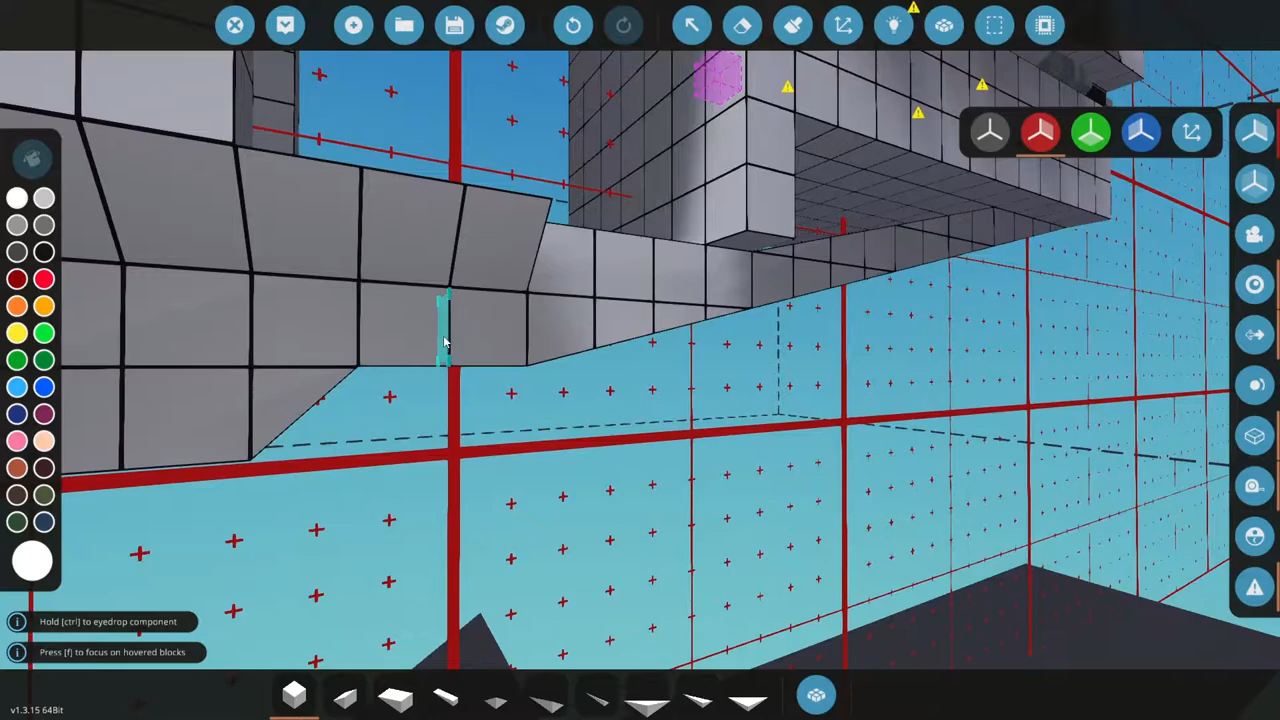 Hold [ctrl] to eyedrop component
Press [f] to focus on hovered blocks
v1.3.15 64Bit